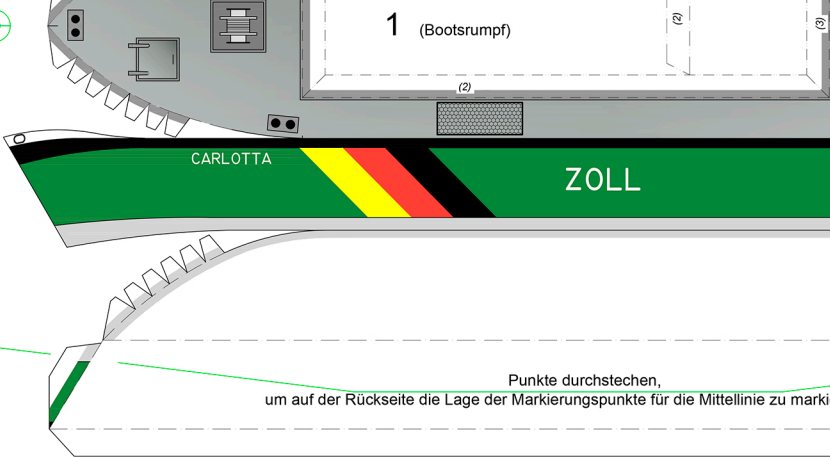 1 (Bootsrumpf)
(2)
(3)
(2)
CARLOTTA
ZOLL
Punkte durchstechen,
um auf der Rückseite die Lage der Markierungspunkte für die Mittellinie zu marki